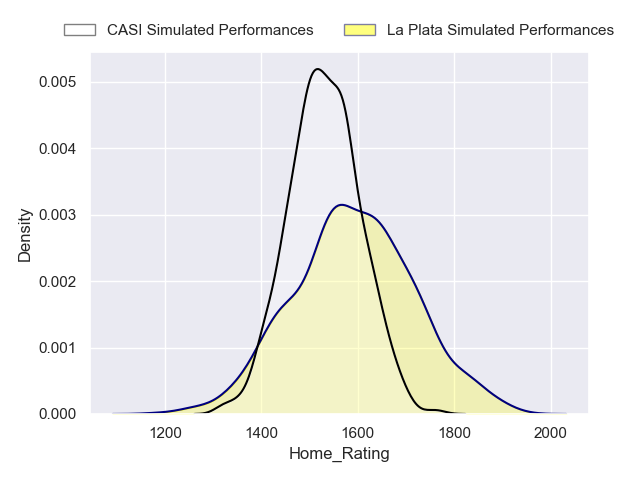 CASI Simulated Performances La Plata Simulated Performances
0.005
0.004
0.003
0.002
0.001
0.000
Density
1200 1400 1600 1800 2000
Home_Rating